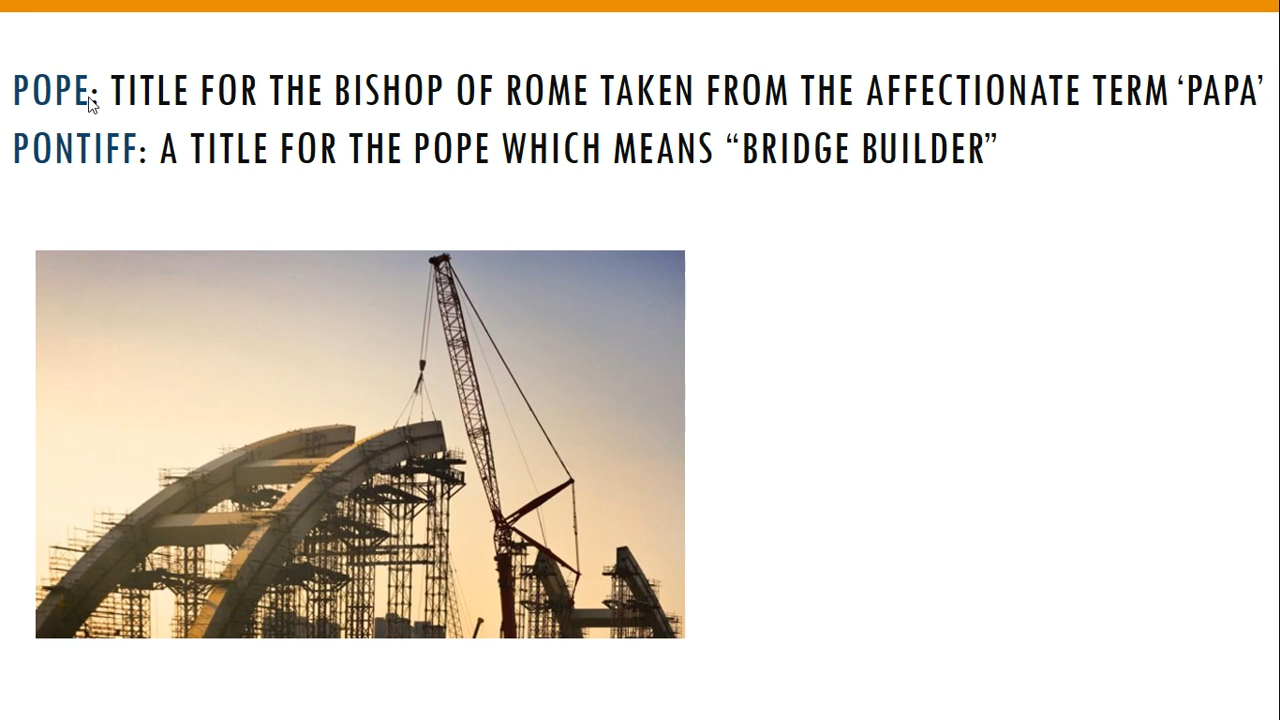 POPE: TITLE FOR THE BISHOP OF ROME TAKEN FROM THE AFFECTIONATE TERM ‘PAPA’
PONTIFF: A TITLE FOR THE POPE WHICH MEANS “BRIDGE BUILDER”